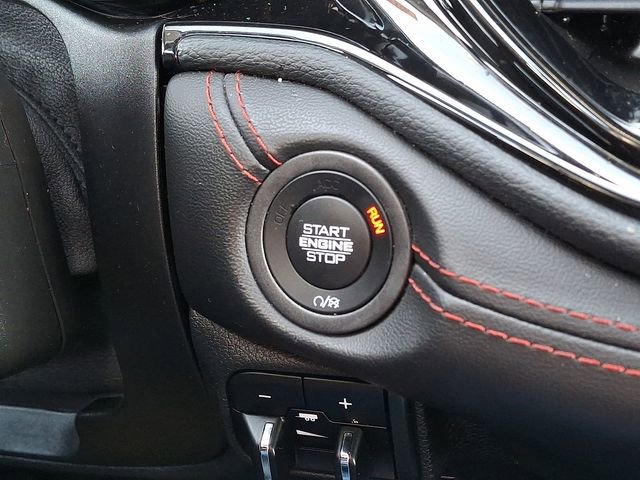 ACC
OFF
RUN
START
ENGINE
STOP
- +